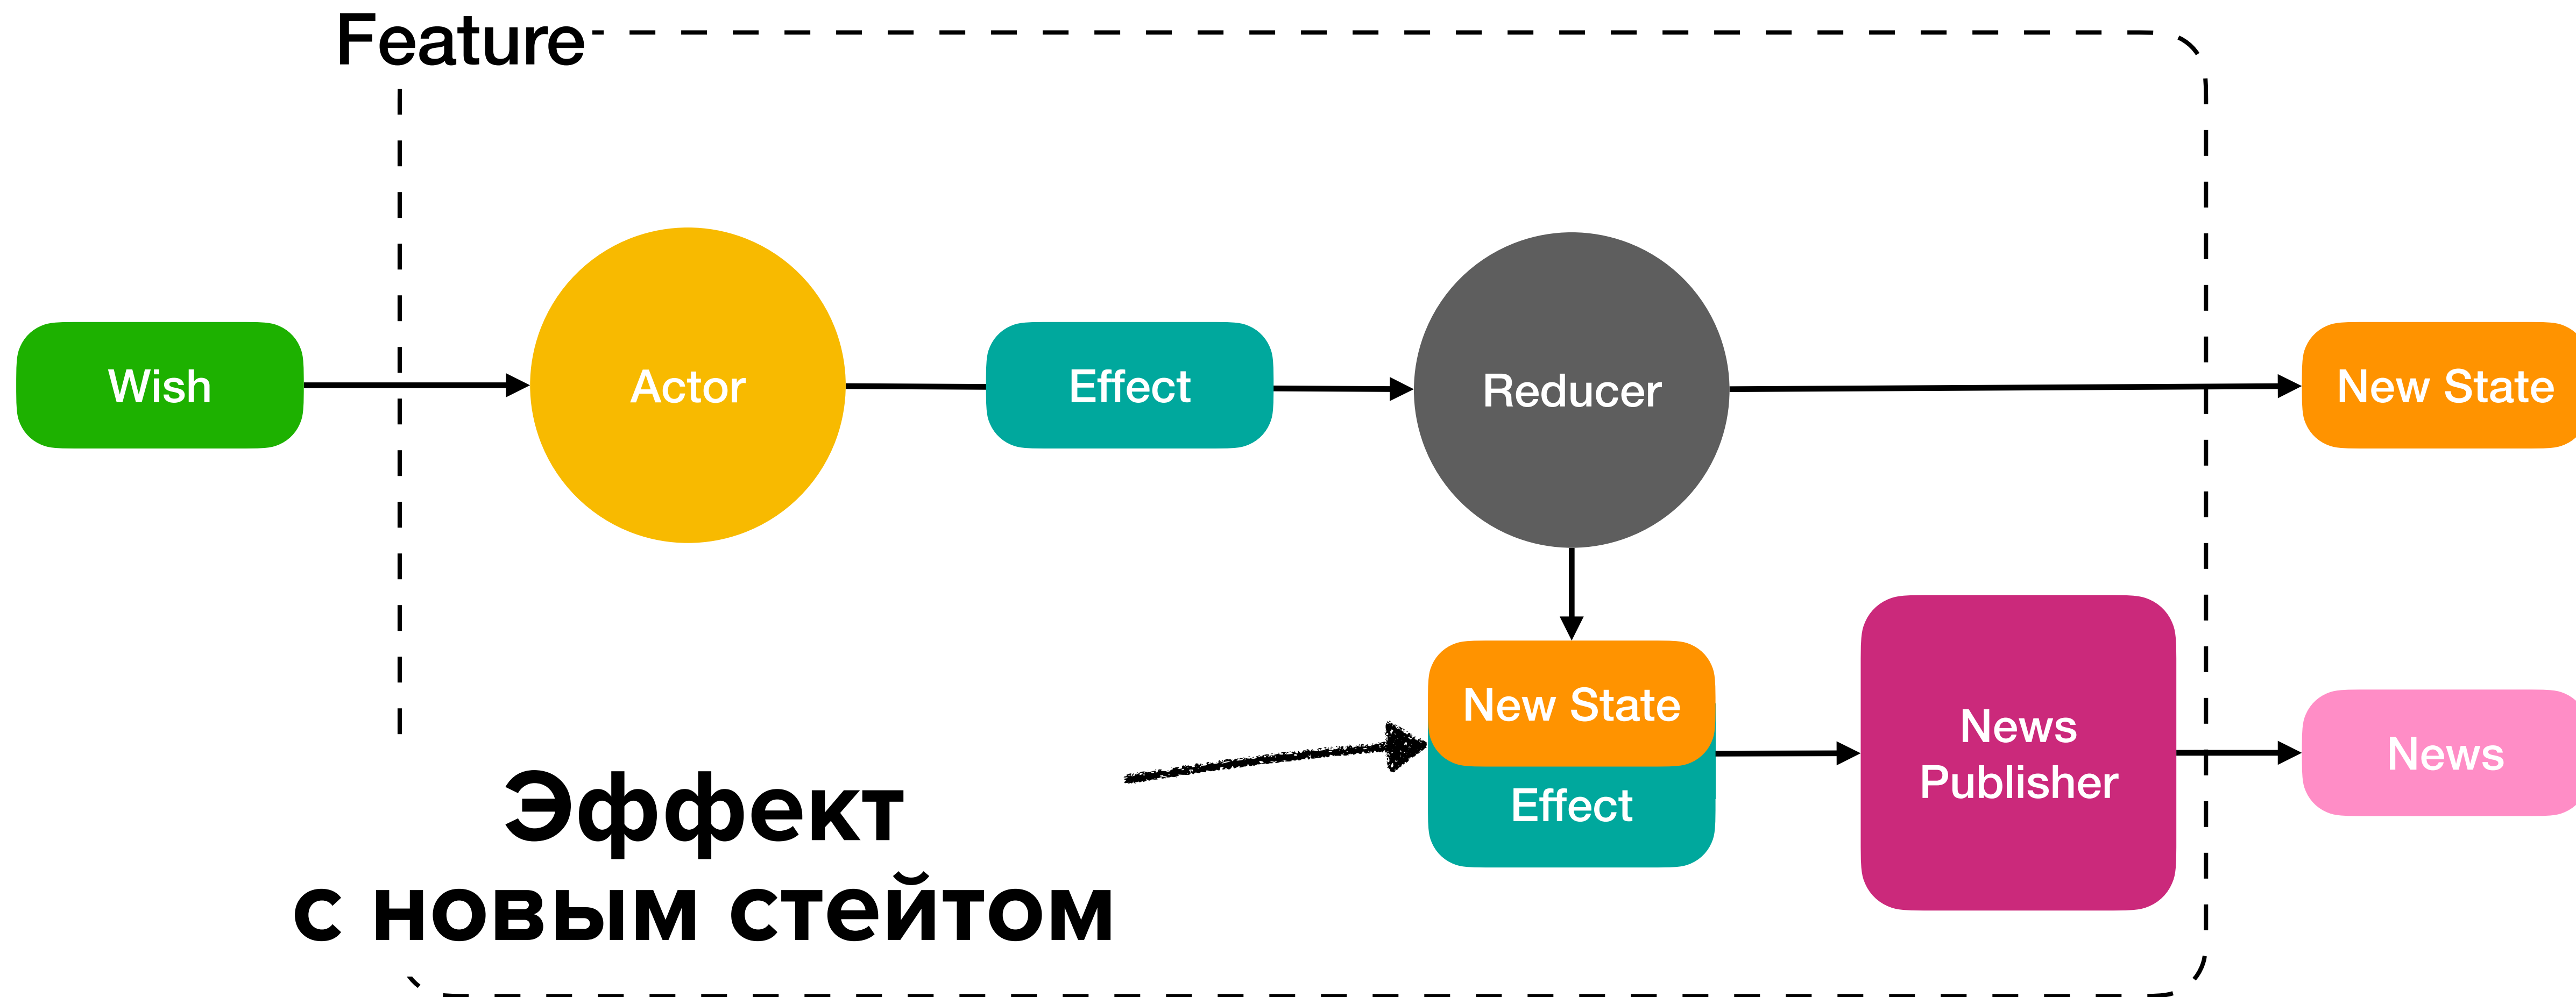 Feature
Wish
Actor
Effect
Reducer
New State
New State
Effect
News
Publisher
News
Эффект
с новым стейтом